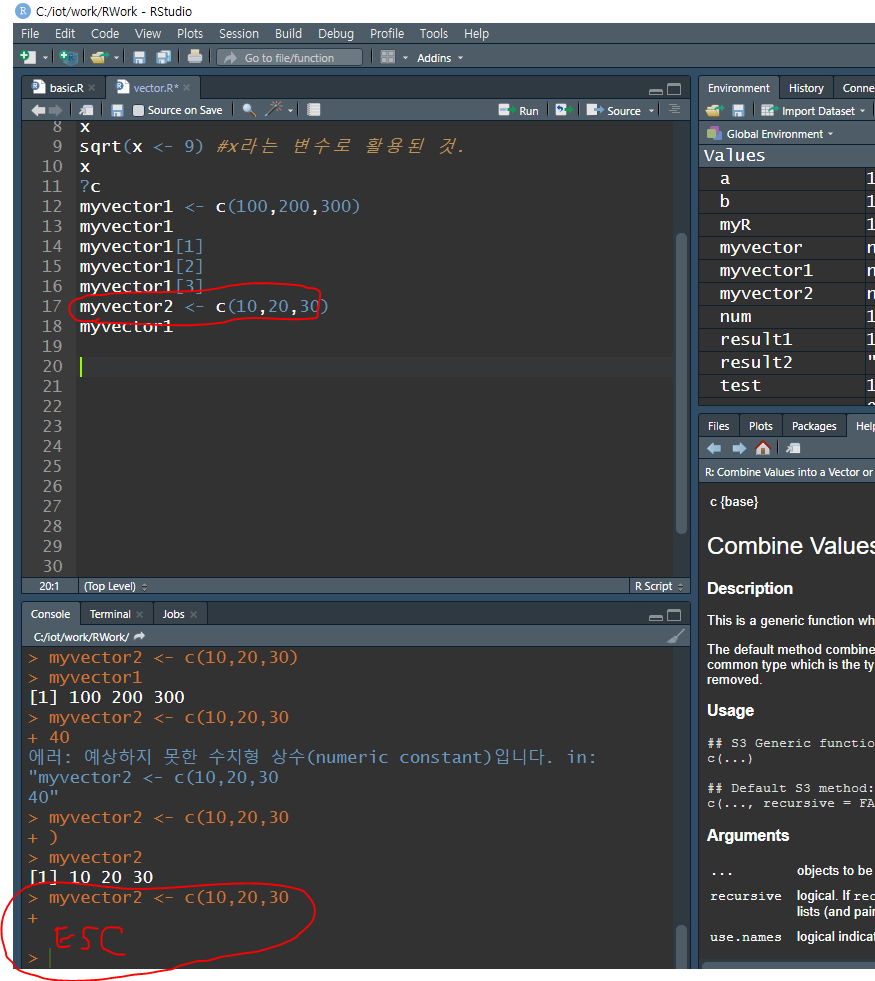 C:/iot/work/RWork - RStudio
File Edit Code View Plots Session Build Debug Profile Tools Help
Go to file/function Addins
basic.R vector.R*
Source on Save Run Source
8 x
9 sqrt(x <- 9) #x라는 변수로 활용된 것.
10 x
11 ?c
12 myvector1 <- c(100,200,300)
13 myvector1
14 myvector1[1]
15 myvector1[2]
16 myvector1[3]
17 myvector2 <- c(10,20,30)
18 myvector1
19
20
21
22
23
24
25
26
27
28
29
30
20:1 (Top Level) R Script
Console Terminal Jobs
C:/iot/work/RWork/
> myvector2 <- c(10,20,30)
> myvector1
[1] 100 200 300
> myvector2 <- c(10,20,30
+ 40
에러: 예상하지 못한 수치형 상수(numeric constant)입니다. in:
"myvector2 <- c(10,20,30
40"
> myvector2 <- c(10,20,30
+ )
> myvector2
[1] 10 20 30
> myvector2 <- c(10,20,30
+
ESC
>
Environment History Conne
Import Dataset
Global Environment
Values
a 1
b 1
myR 1
myvector n
myvector1 n
myvector2 n
num 1
result1 1
result2 "
test 1
Files Plots Packages Help
R: Combine Values into a Vector or
c {base}
Combine Values
Description
This is a generic function wh
The default method combine
common type which is the ty
removed.
Usage
## S3 Generic functio
c(...)
## Default S3 method:
c(..., recursive = FA
Arguments
... objects to be
recursive logical. If rec
lists (and pair
use.names logical indicat